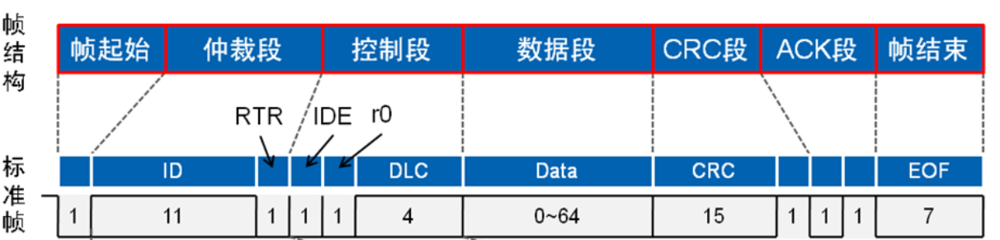 帧结构
帧起始 仲裁段 控制段 数据段 CRC段 ACK段 帧结束
RTR IDE r0
标准帧
ID DLC Data CRC EOF
1 11 1 1 1 4 0~64 15 1 1 1 7